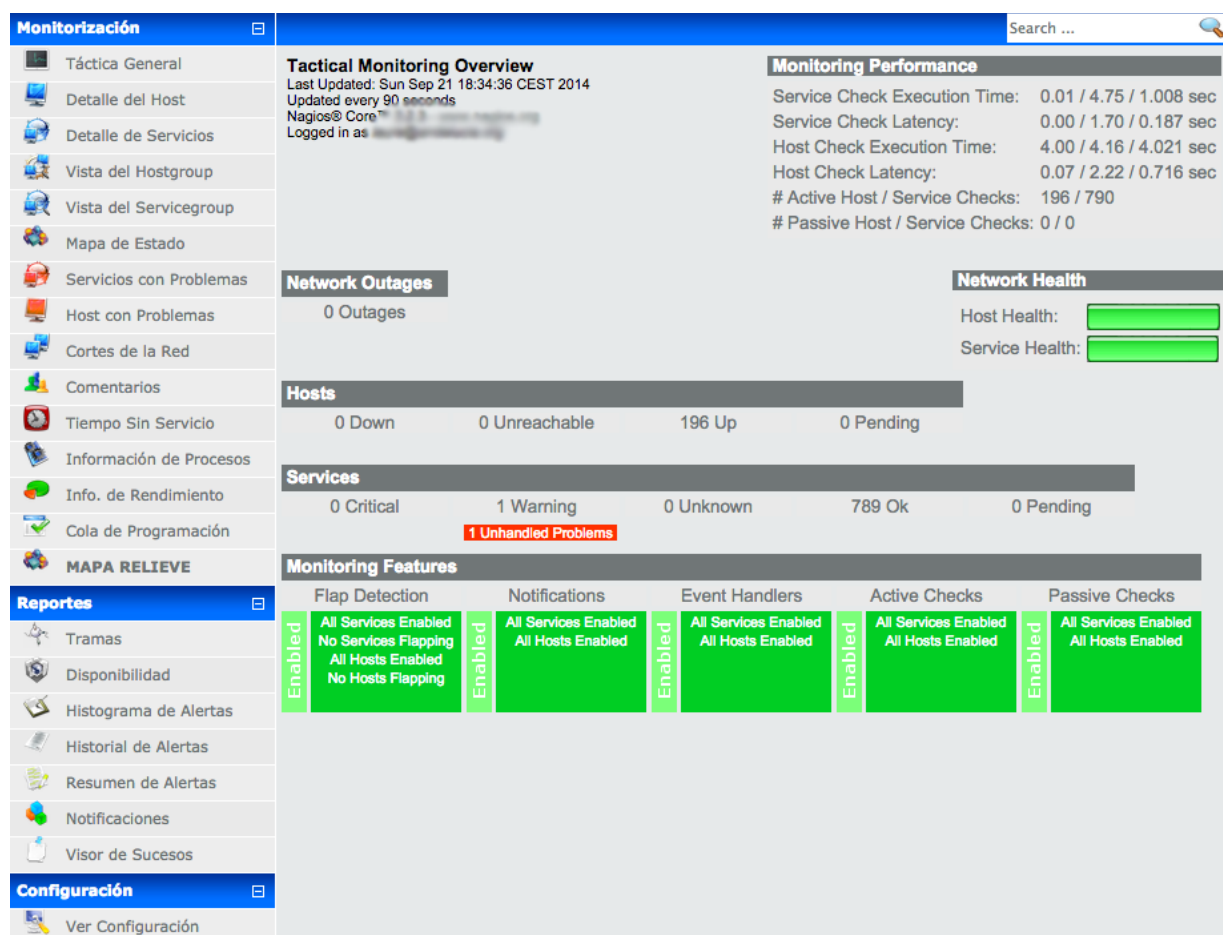 Monitorización
Táctica General
Detalle del Host
Detalle de Servicios
Vista del Hostgroup
Vista del Servicegroup
Mapa de Estado
Servicios con Problemas
Host con Problemas
Cortes de la Red
Comentarios
Tiempo Sin Servicio
Información de Procesos
Info. de Rendimiento
Cola de Programación
MAPA RELIEVE
Reportes
Tramas
Disponibilidad
Histograma de Alertas
Historial de Alertas
Resumen de Alertas
Notificaciones
Visor de Sucesos
Configuración
Ver Configuración
Search ...
Tactical Monitoring Overview
Last Updated: Sun Sep 21 18:34:36 CEST 2014
Updated every 90 seconds
Nagios® Core™
Logged in as
Monitoring Performance
Service Check Execution Time: 0.01 / 4.75 / 1.008 sec
Service Check Latency: 0.00 / 1.70 / 0.187 sec
Host Check Execution Time: 4.00 / 4.16 / 4.021 sec
Host Check Latency: 0.07 / 2.22 / 0.716 sec
# Active Host / Service Checks: 196 / 790
# Passive Host / Service Checks: 0 / 0
Network Outages
0 Outages
Network Health
Host Health:
Service Health:
Hosts
0 Down 0 Unreachable 196 Up 0 Pending
Services
0 Critical 1 Warning 0 Unknown 789 Ok 0 Pending
1 Unhandled Problems
Monitoring Features
Flap Detection Notifications Event Handlers Active Checks Passive Checks
Enabled
All Services Enabled
No Services Flapping
All Hosts Enabled
No Hosts Flapping
Enabled
All Services Enabled
All Hosts Enabled
Enabled
All Services Enabled
All Hosts Enabled
Enabled
All Services Enabled
All Hosts Enabled
Enabled
All Services Enabled
All Hosts Enabled